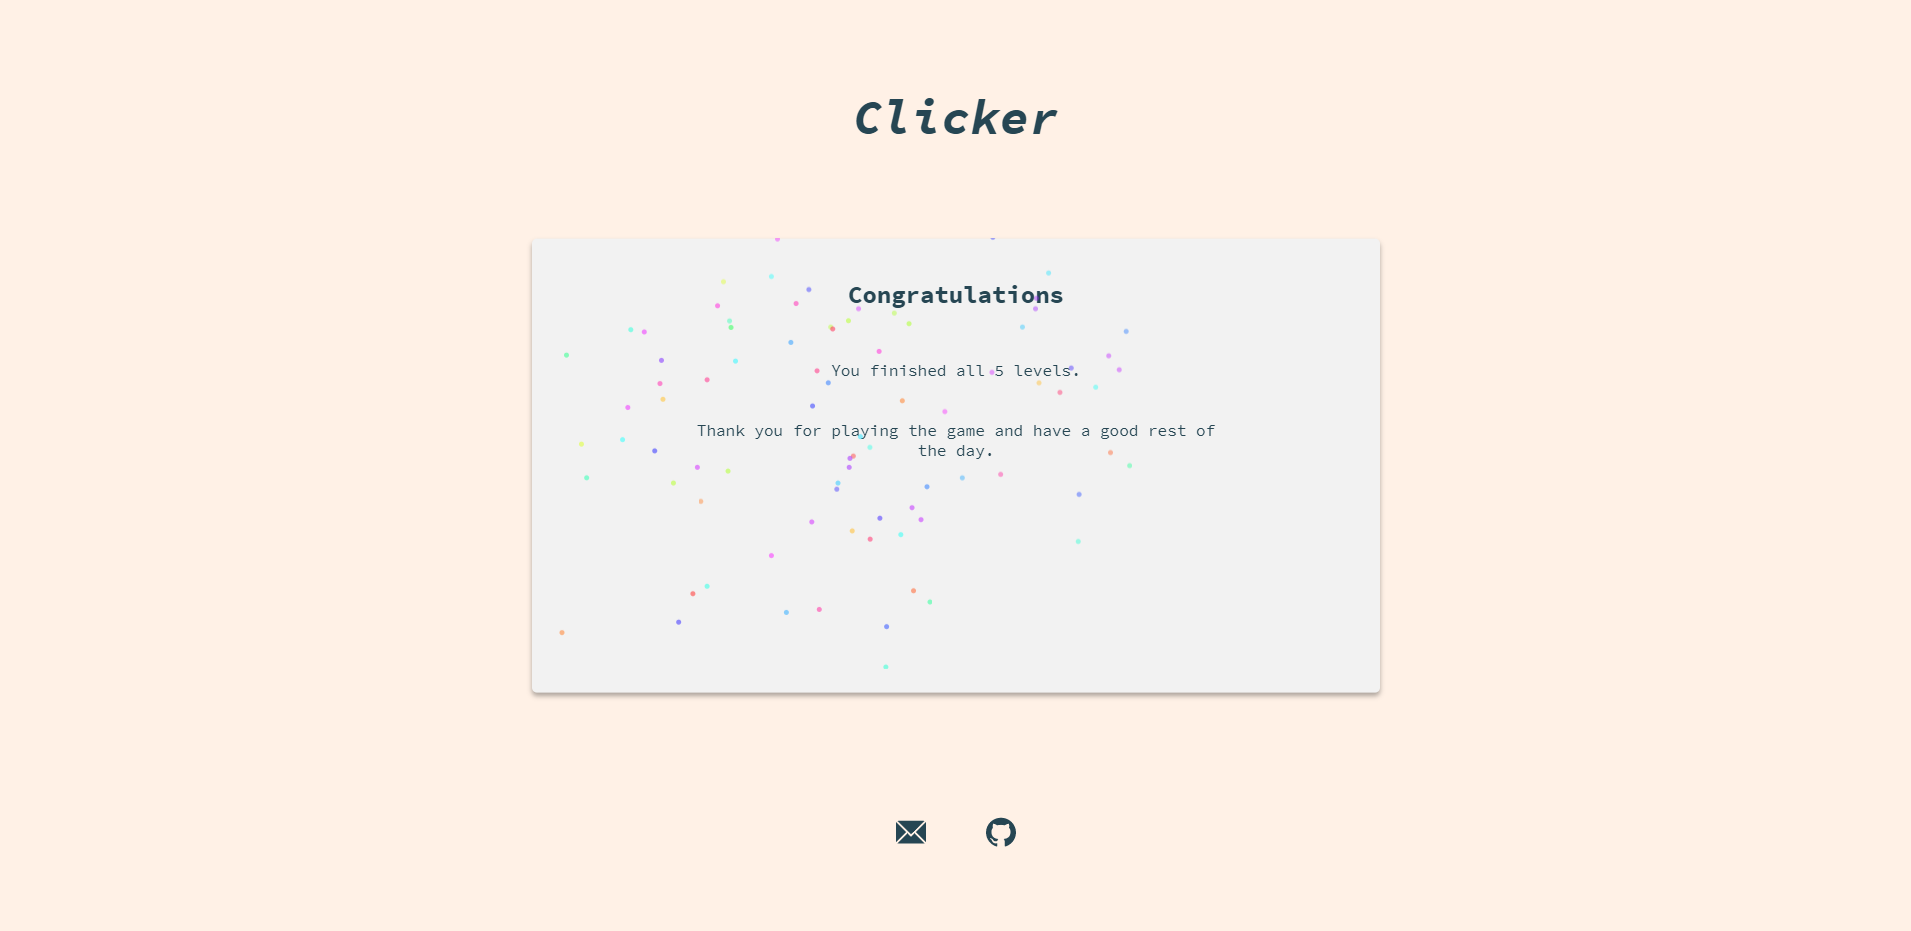 Clicker
Congratulations
You finished all 5 levels.
Thank you for playing the game and have a good rest of
the day.